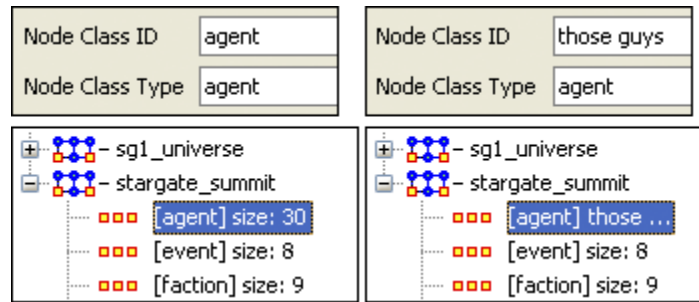 Node Class ID agent
Node Class Type agent
sg1_universe
stargate_summit
[agent] size: 30
[event] size: 8
[faction] size: 9
Node Class ID those guys
Node Class Type agent
sg1_universe
stargate_summit
[agent] those ...
[event] size: 8
[faction] size: 9